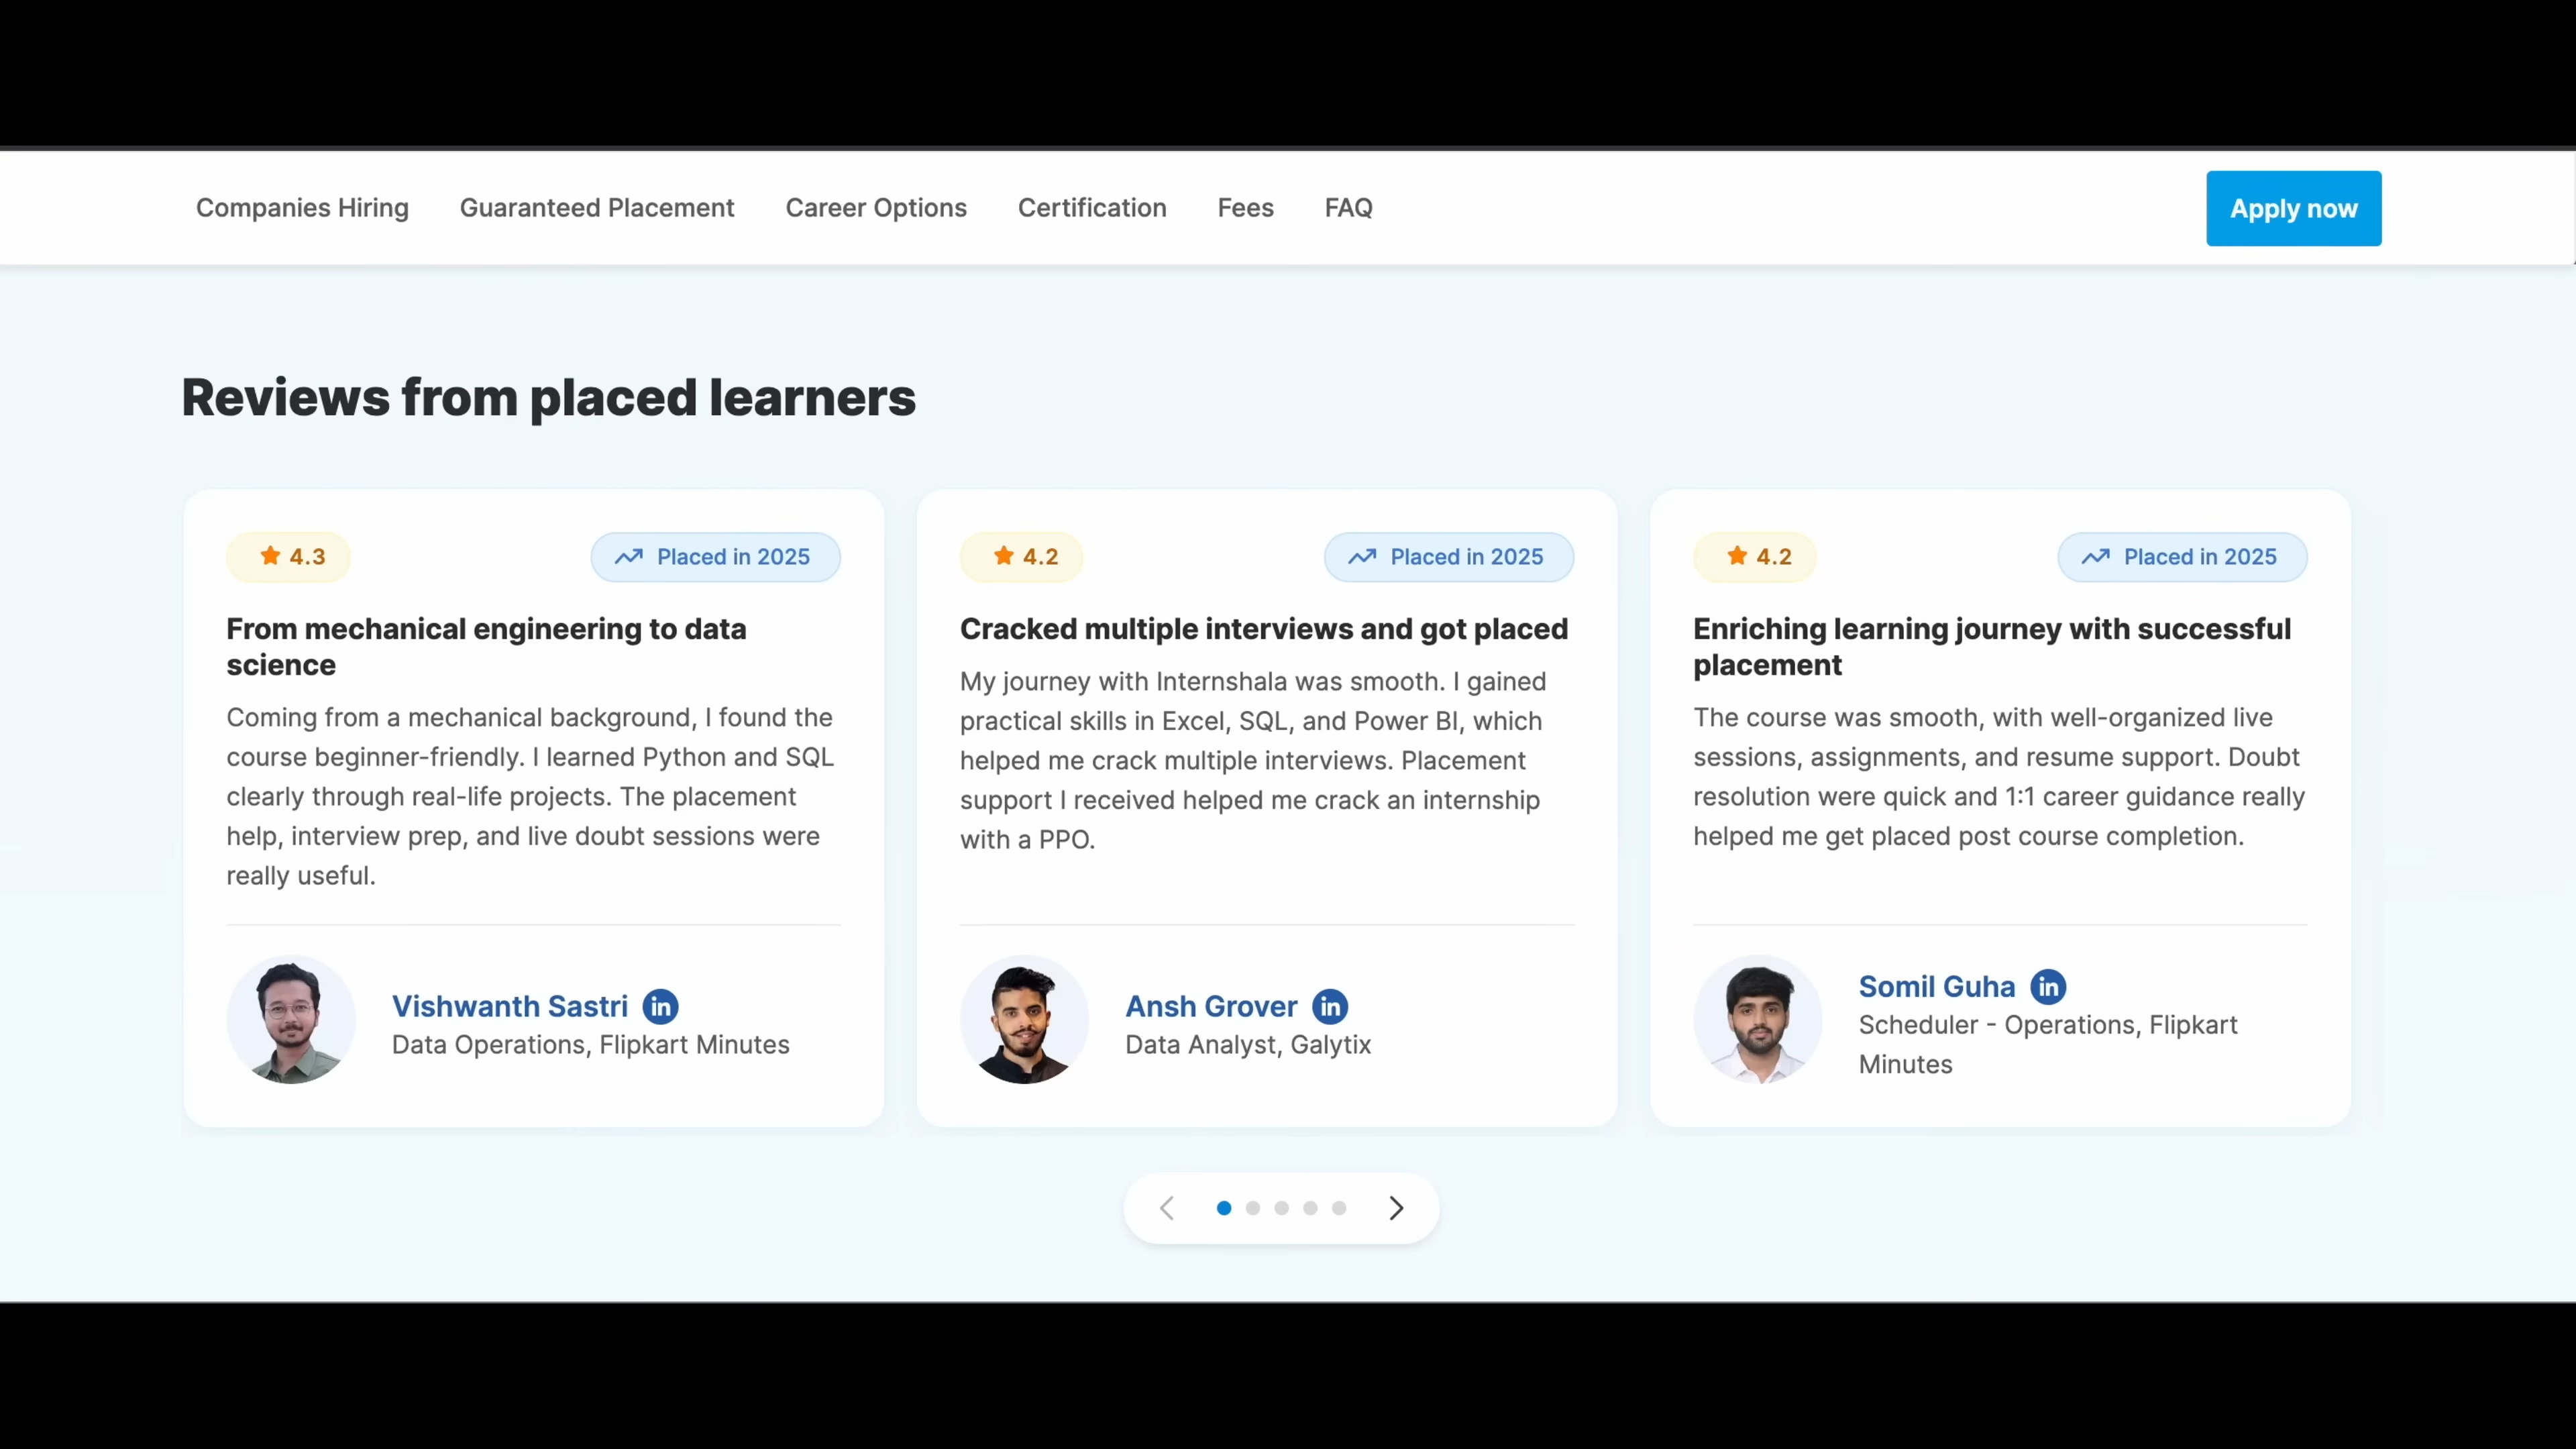 Companies Hiring Guaranteed Placement Career Options Certification Fees FAQ Apply now
Reviews from placed learners
4.3 Placed in 2025
From mechanical engineering to data
science
Coming from a mechanical background, I found the
course beginner-friendly. I learned Python and SQL
clearly through real-life projects. The placement
help, interview prep, and live doubt sessions were
really useful.
Vishwanth Sastri in
Data Operations, Flipkart Minutes
4.2 Placed in 2025
Cracked multiple interviews and got placed
My journey with Internshala was smooth. I gained
practical skills in Excel, SQL, and Power BI, which
helped me crack multiple interviews. Placement
support I received helped me crack an internship
with a PPO.
Ansh Grover in
Data Analyst, Galytix
4.2 Placed in 2025
Enriching learning journey with successful
placement
The course was smooth, with well-organized live
sessions, assignments, and resume support. Doubt
resolution were quick and 1:1 career guidance really
helped me get placed post course completion.
Somil Guha in
Scheduler - Operations, Flipkart
Minutes